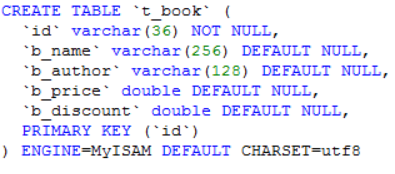 CREATE TABLE `t_book` (
  `id` varchar(36) NOT NULL,
  `b_name` varchar(256) DEFAULT NULL,
  `b_author` varchar(128) DEFAULT NULL,
  `b_price` double DEFAULT NULL,
  `b_discount` double DEFAULT NULL,
  PRIMARY KEY (`id`)
) ENGINE=MyISAM DEFAULT CHARSET=utf8